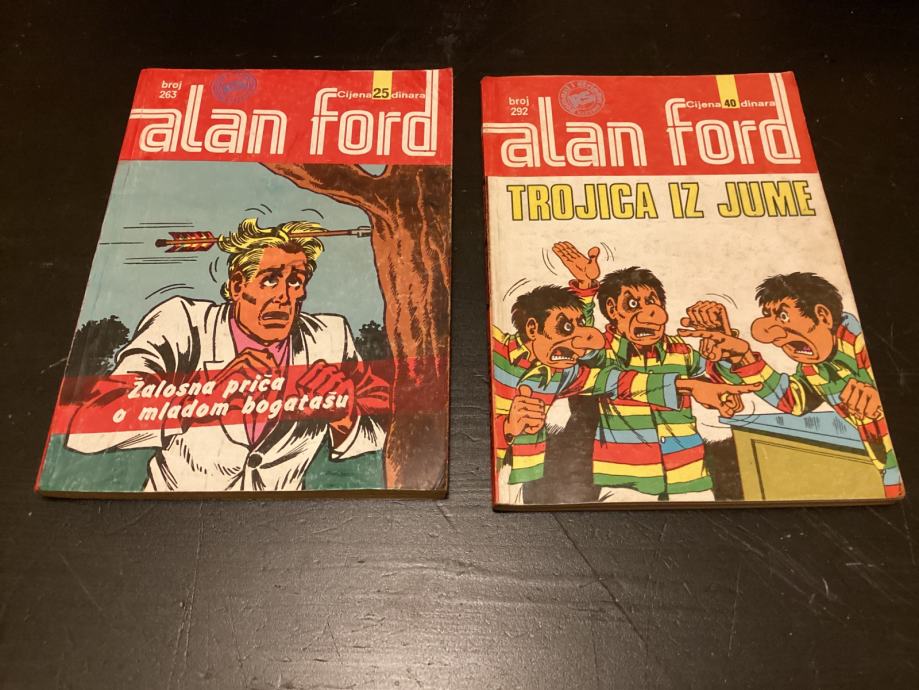 broj
263
Cijena 25 dinara
alan ford
Žalosna priča
o mladom bogatašu
broj
292
Cijena 40 dinara
alan ford
TROJICA IZ JUME